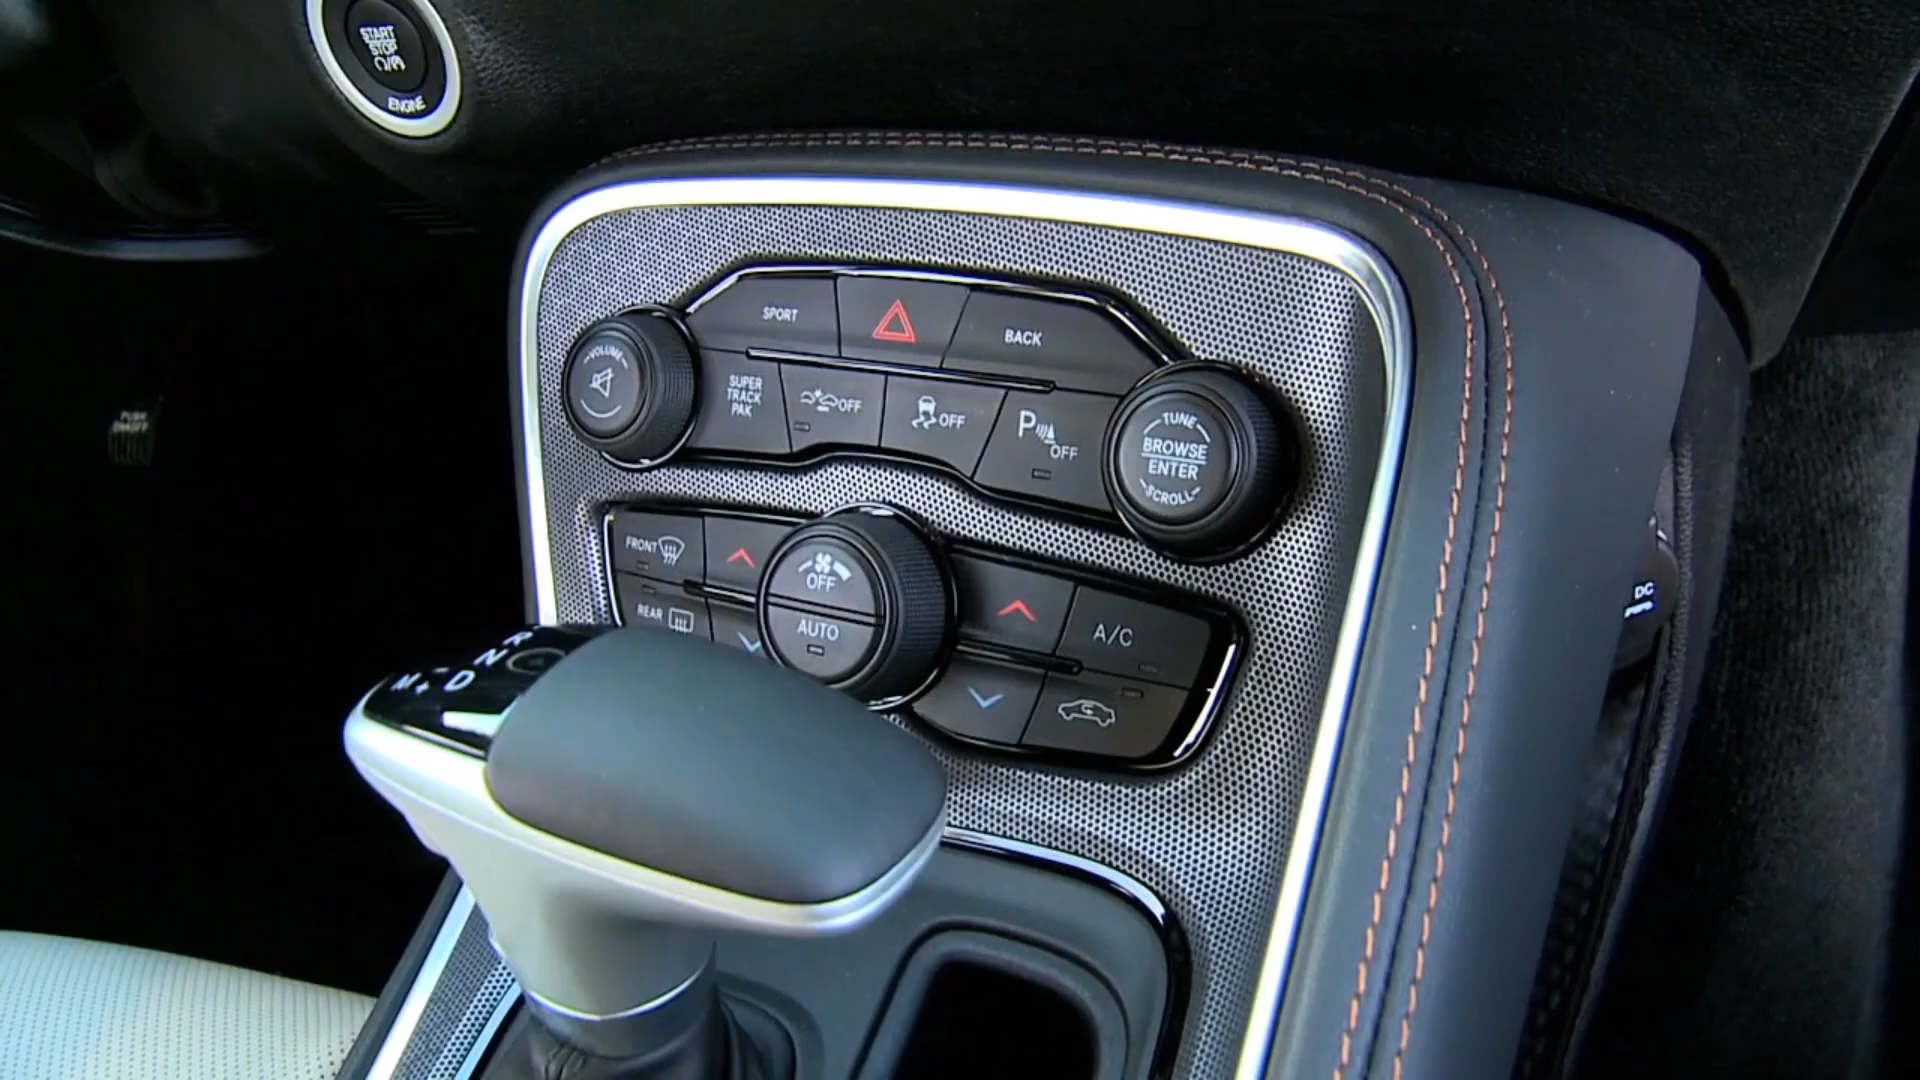 START
STOP
ENGINE
SPORT
BACK
VOLUME
SUPER
TRACK
PAK
OFF
OFF
P
OFF
TUNE
BROWSE
ENTER
SCROLL
FRONT
OFF
AUTO
REAR
A/C
R
N
D
M
+
-
DC
PUSH